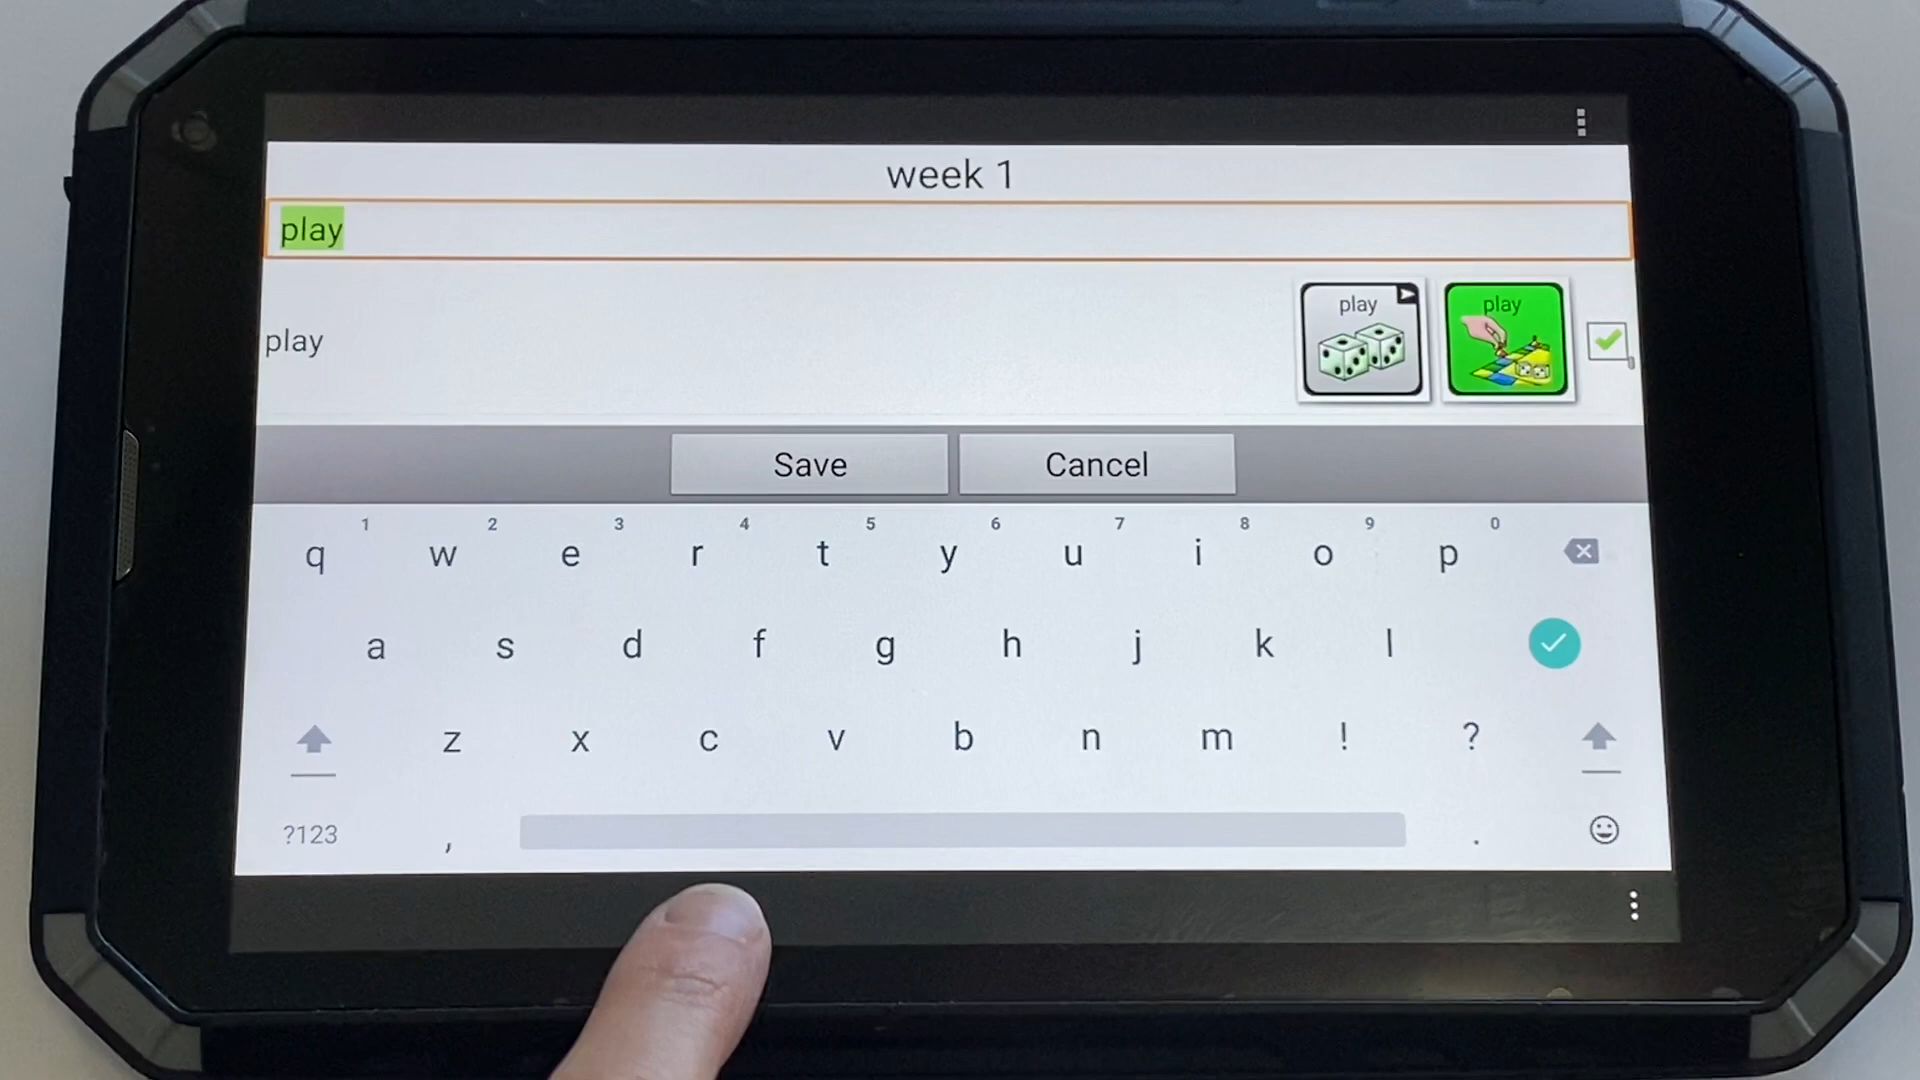 week 1
play
play
play
play
Save
Cancel
1 2 3 4 5 6 7 8 9 0
q w e r t y u i o p
a s d f g h j k l
z x c v b n m ! ?
?123 , .